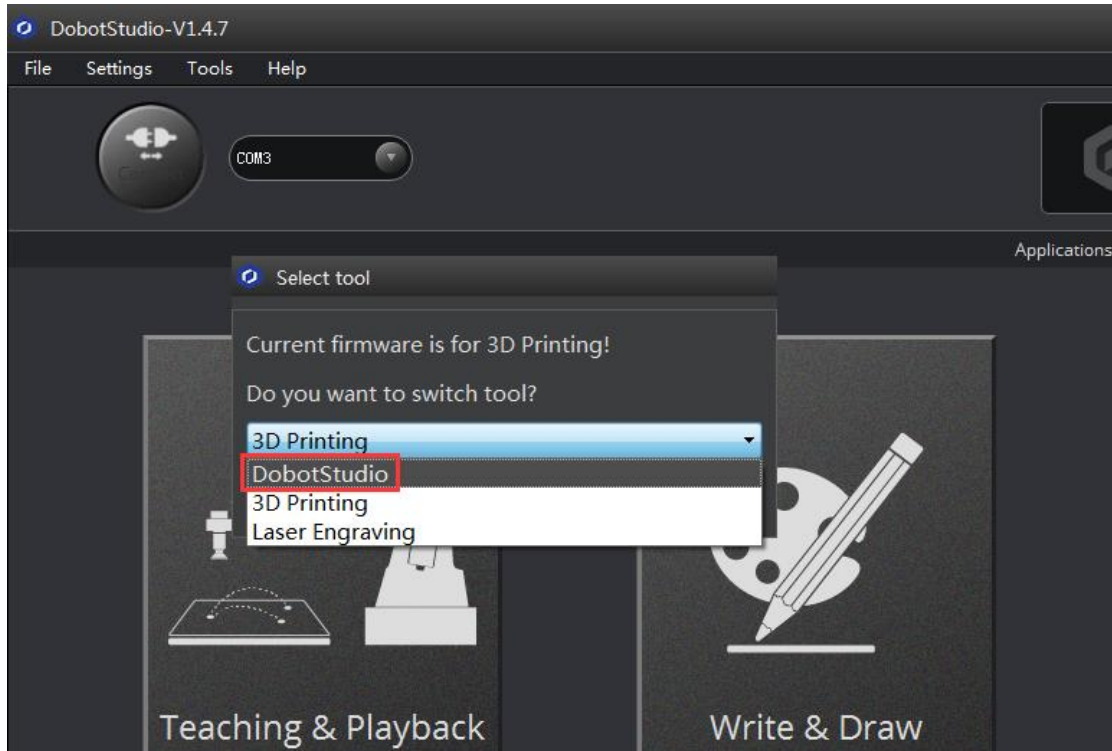 DobotStudio-V1.4.7
File Settings Tools Help
COM3
Applications
Select tool
Current firmware is for 3D Printing!
Do you want to switch tool?
3D Printing
DobotStudio
3D Printing
Laser Engraving
Teaching & Playback
Write & Draw